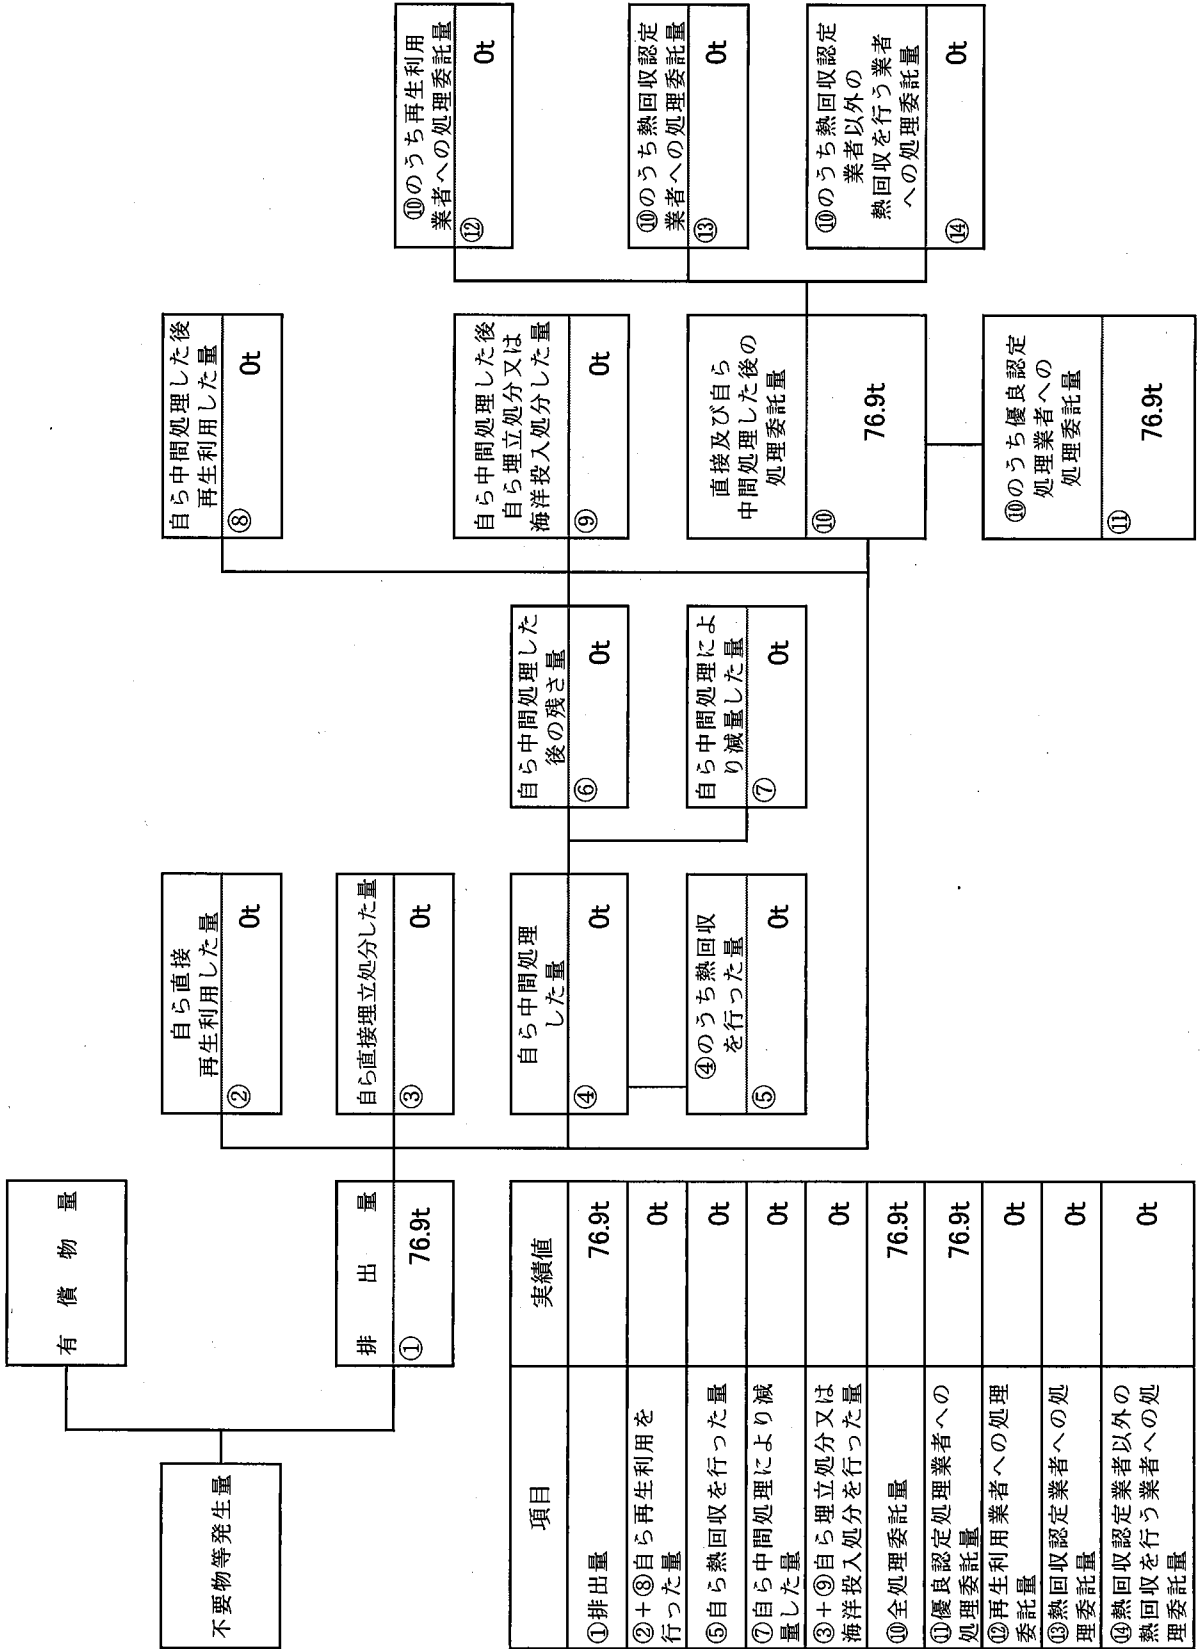 不要物等発生量
有償物量
排出量
①
76.9t
自ら直接
再生利用した量
②
0t
自ら直接埋立処分した量
③
0t
自ら中間処理
した量
④
0t
④のうち熱回収
を行った量
⑤
0t
自ら中間処理した
後の残さ量
⑥
0t
自ら中間処理によ
り減量した量
⑦
0t
自ら中間処理した後
再生利用した量
⑧
0t
自ら中間処理した後
自ら埋立処分又は
海洋投入処分した量
⑨
0t
直接及び自ら
中間処理した後の
処理委託量
⑩
76.9t
⑩のうち優良認定
処理業者への
処理委託量
⑪
76.9t
⑩のうち再生利用
業者への処理委託量
⑫
0t
⑩のうち熱回収認定
業者への処理委託量
⑬
0t
⑩のうち熱回収認定
業者以外の
熱回収を行う業者
への処理委託量
⑭
0t
項目 実績値
①排出量 76.9t
②＋⑧自ら再生利用を
行った量 0t
⑤自ら熱回収を行った量 0t
⑦自ら中間処理により減
量した量 0t
③＋⑨自ら埋立処分又は
海洋投入処分を行った量 0t
⑩全処理委託量 76.9t
⑪優良認定処理業者への
処理委託量 76.9t
⑫再生利用業者への処理
委託量 0t
⑬熱回収認定業者への処
理委託量 0t
⑭熱回収認定業者以外の
熱回収を行う業者への処
理委託量 0t